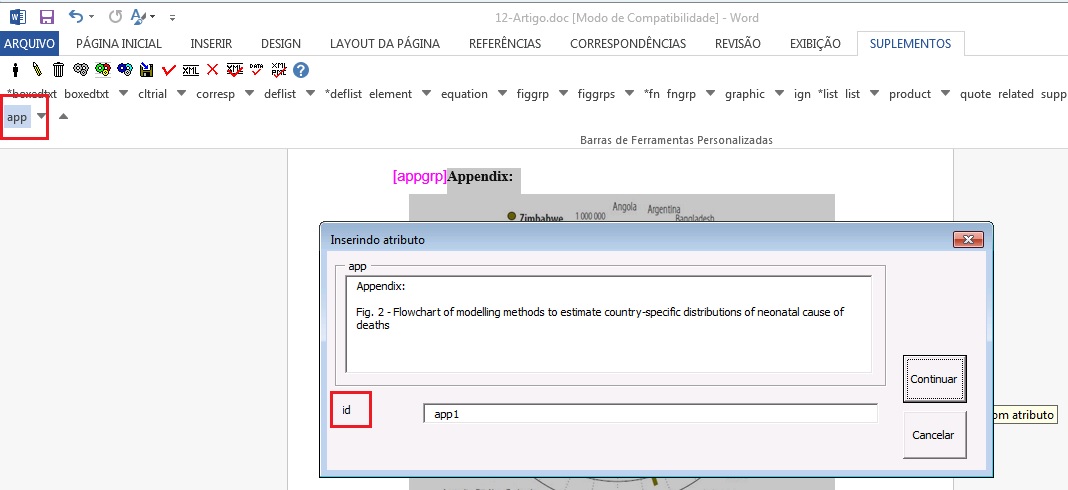 12-Artigo.doc [Modo de Compatibilidade] - Word
ARQUIVO PÁGINA INICIAL INSERIR DESIGN LAYOUT DA PÁGINA REFERÊNCIAS CORRESPONDÊNCIAS REVISÃO EXIBIÇÃO SUPLEMENTOS
*boxedtxt boxedtxt cltrial corresp deflist *deflist element equation figgrp figgrps *fn fngrp graphic ign *list list product quote related supp
app
Barras de Ferramentas Personalizadas
[appgrp]Appendix:
Angola Argentina
Zimbabwe 1 000 000 Bangladesh
Inserindo atributo
app
Appendix:
Fig. 2 - Flowchart of modelling methods to estimate country-specific distributions of neonatal cause of
deaths
Continuar
id app1
om atributo
Cancelar